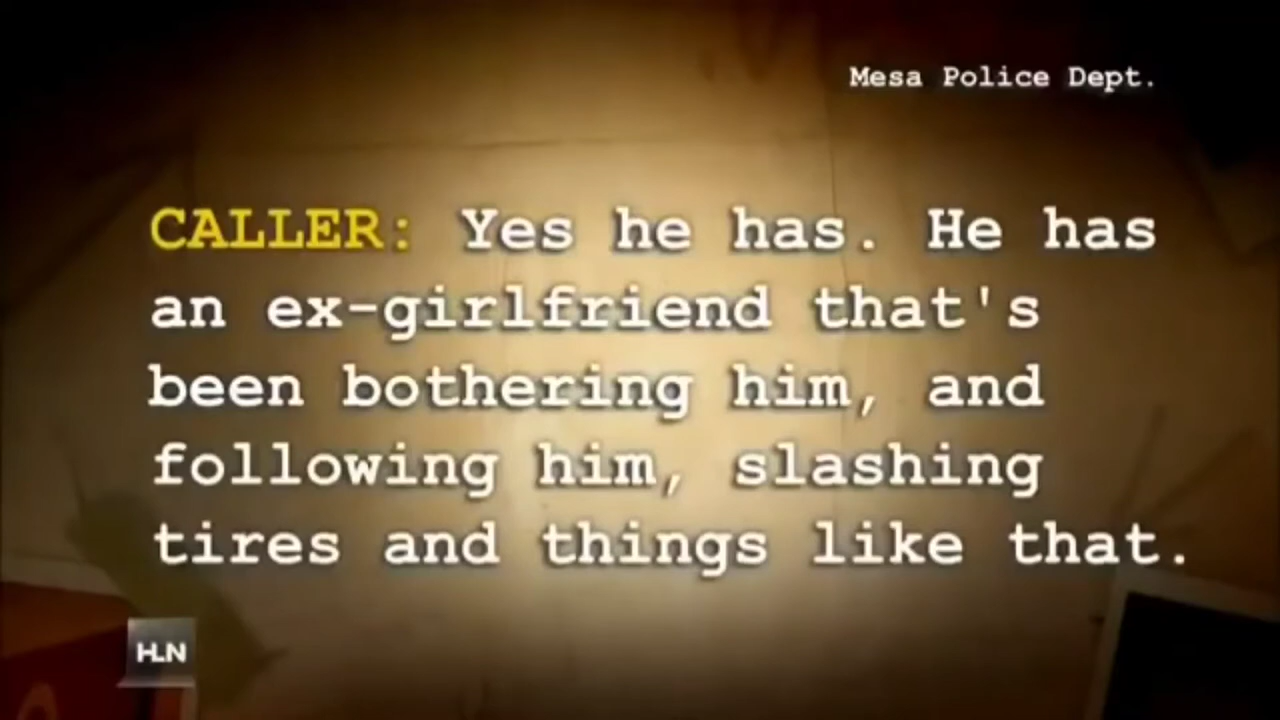 Mesa Police Dept.
CALLER: Yes he has. He has
an ex-girlfriend that's
been bothering him, and
following him, slashing
tires and things like that.
HLN